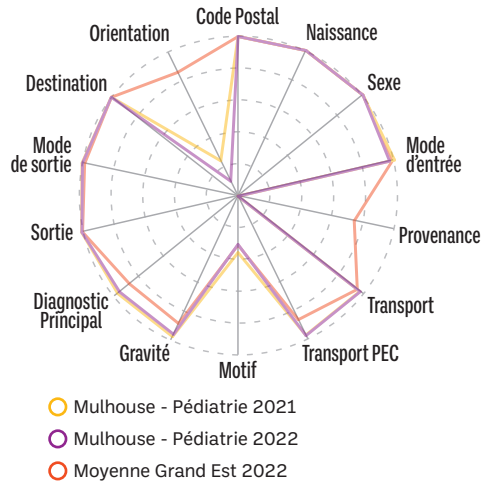 Code Postal
Naissance
Sexe
Mode
d'entrée
Provenance
Transport
Transport PEC
Motif
Gravité
Diagnostic
Principal
Sortie
Mode
de sortie
Destination
Orientation
Mulhouse - Pédiatrie 2021
Mulhouse - Pédiatrie 2022
Moyenne Grand Est 2022